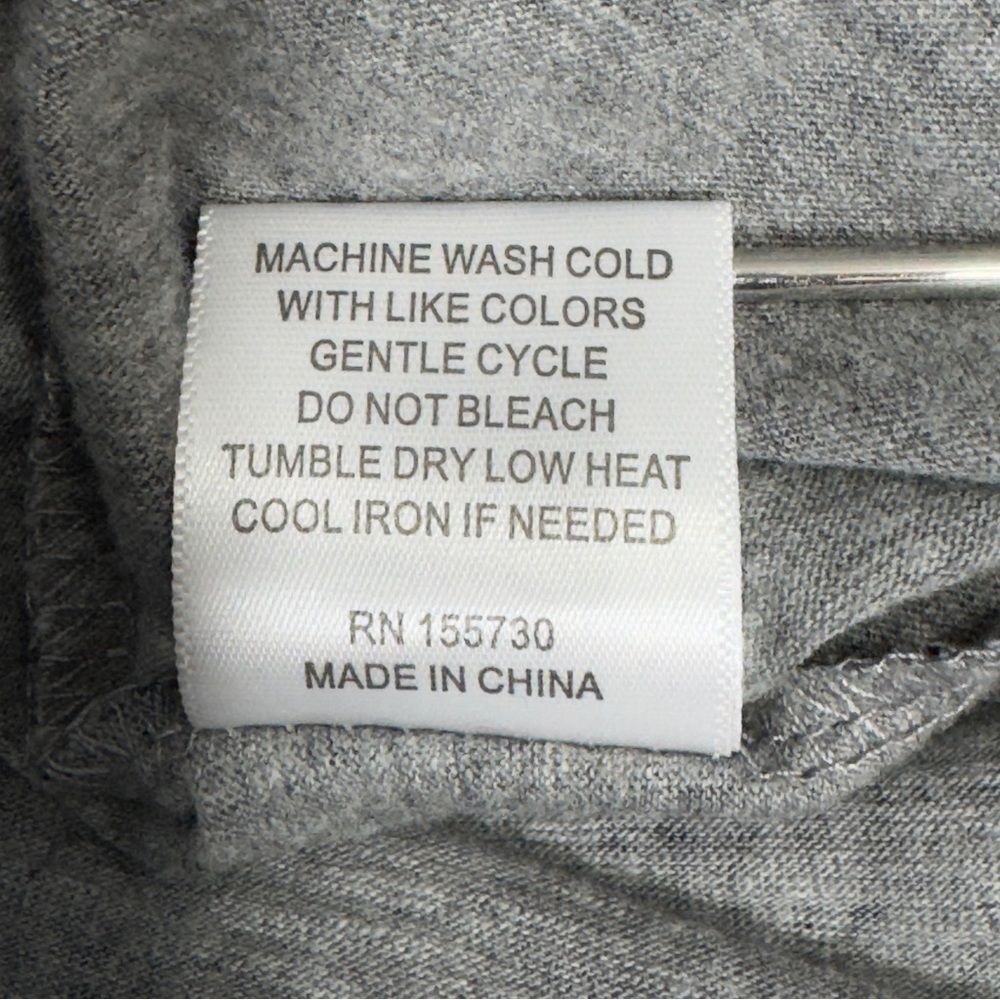 MACHINE WASH COLD
WITH LIKE COLORS
GENTLE CYCLE
DO NOT BLEACH
TUMBLE DRY LOW HEAT
COOL IRON IF NEEDED
RN 155730
MADE IN CHINA